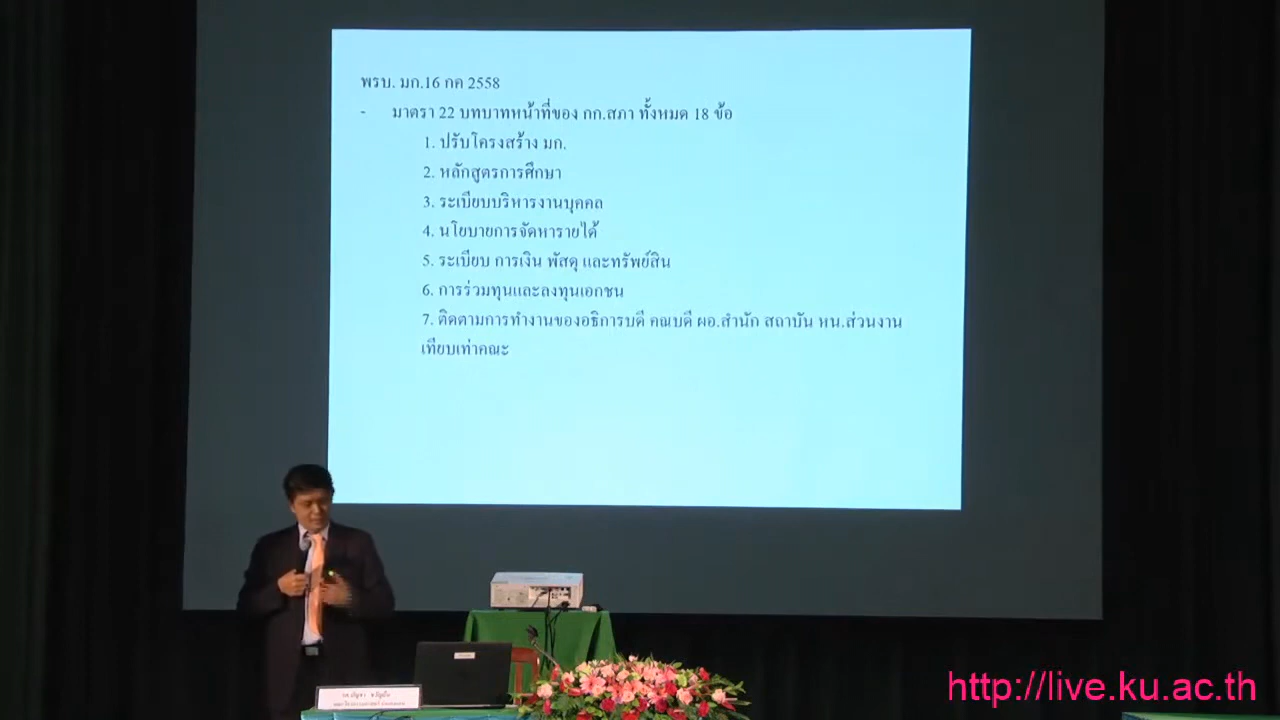 พรบ. มก.16 กค 2558
- มาตรา 22 บทบาทหน้าที่ของ กก.สภา ทั้งหมด 18 ข้อ
1. ปรับโครงสร้าง มก.
2. หลักสูตรการศึกษา
3. ระเบียบบริหารงานบุคคล
4. นโยบายการจัดหารายได้
5. ระเบียบ การเงิน พัสดุ และทรัพย์สิน
6. การร่วมทุนและลงทุนเอกชน
7. ติดตามการทำงานของอธิการบดี คณบดี ผอ.สำนัก สถาบัน หน.ส่วนงาน
เทียบเท่าคณะ
http://live.ku.ac.th